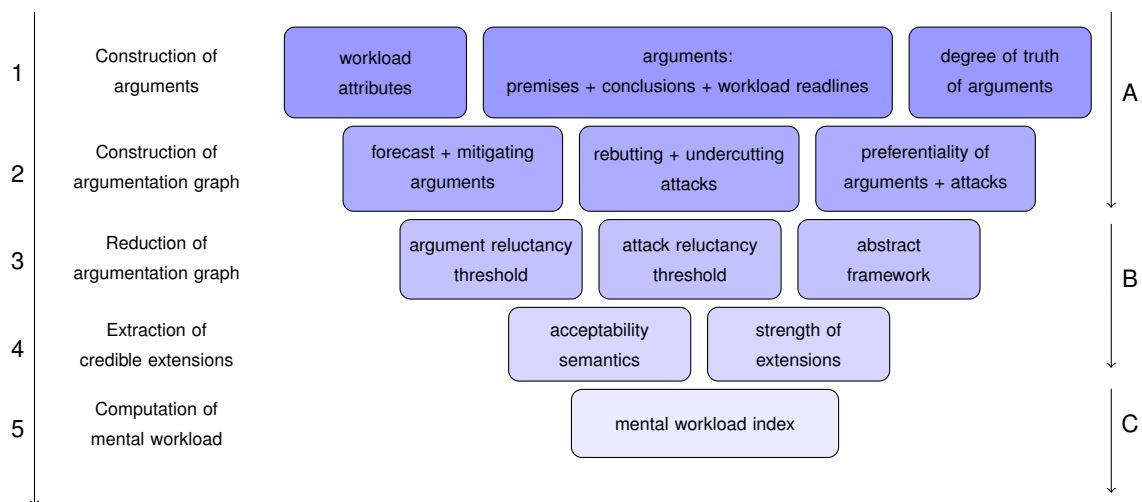 1
Construction of
arguments
workload
attributes
arguments:
premises + conclusions + workload readlines
degree of truth
of arguments
A
2
Construction of
argumentation graph
forecast + mitigating
arguments
rebutting + undercutting
attacks
preferentiality of
arguments + attacks
3
Reduction of
argumentation graph
argument reluctancy
threshold
attack reluctancy
threshold
abstract
framework
B
4
Extraction of
credible extensions
acceptability
semantics
strength of
extensions
5
Computation of
mental workload
mental workload index
C